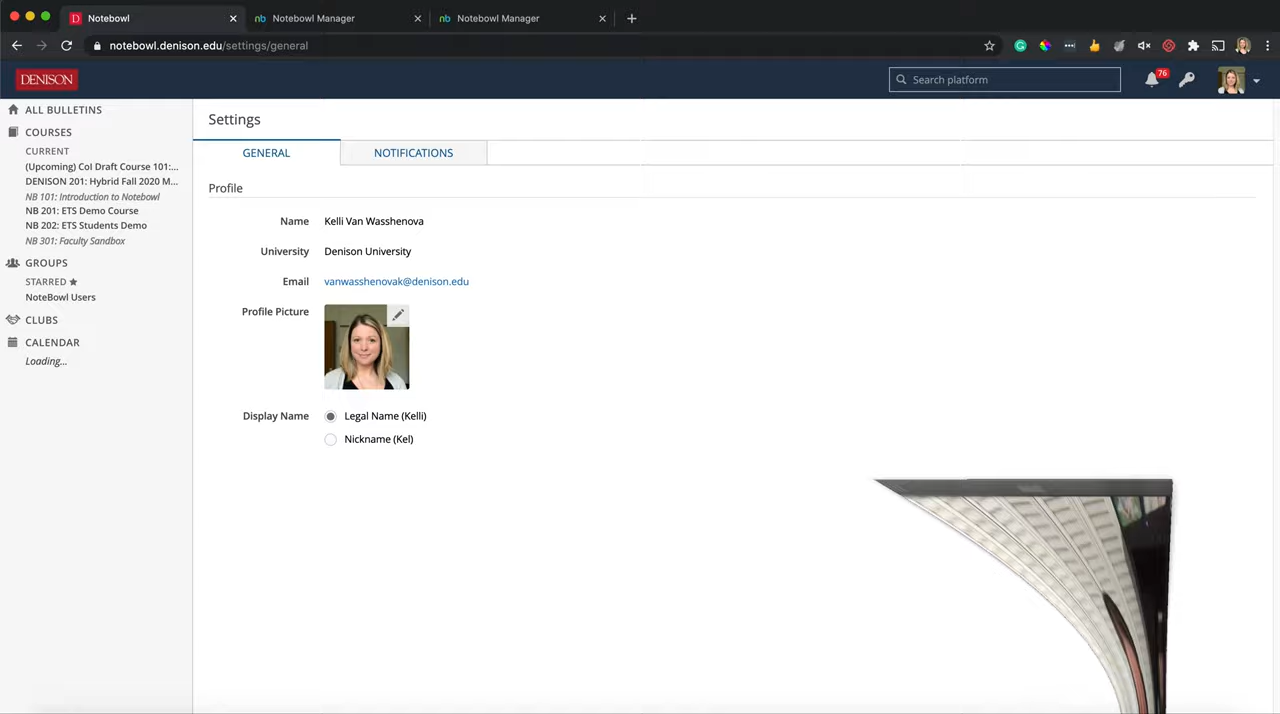 Notebowl
Notebowl Manager
Notebowl Manager
notebowl.denison.edu/settings/general
DENISON
Search platform
76
ALL BULLETINS
COURSES
CURRENT
(Upcoming) CoI Draft Course 101:...
DENISON 201: Hybrid Fall 2020 M...
NB 101: Introduction to Notebowl
NB 201: ETS Demo Course
NB 202: ETS Students Demo
NB 301: Faculty Sandbox
GROUPS
STARRED
NoteBowl Users
CLUBS
CALENDAR
Loading...
Settings
GENERAL
NOTIFICATIONS
Profile
Name Kelli Van Wasshenova
University Denison University
Email vanwasshenovak@denison.edu
Profile Picture
Display Name Legal Name (Kelli)
Nickname (Kel)